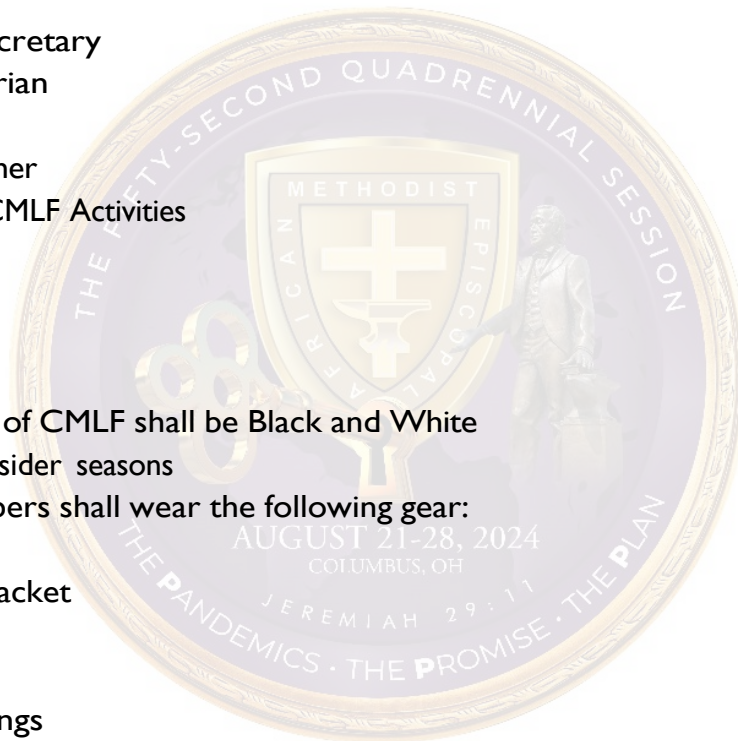 cretary
rian
ner
CMLF Activities
of CMLF shall be Black and White
sider seasons
bers shall wear the following gear:
acket
ngs
THE FIFTY-SECOND QUADRENNIAL SESSION
METHODIST
AFRICAN
EPISCOPAL
AUGUST 21-28, 2024
COLUMBUS, OH
JEREMIAH 29:11
THE PANDEMICS · THE PROMISE · THE PLAN